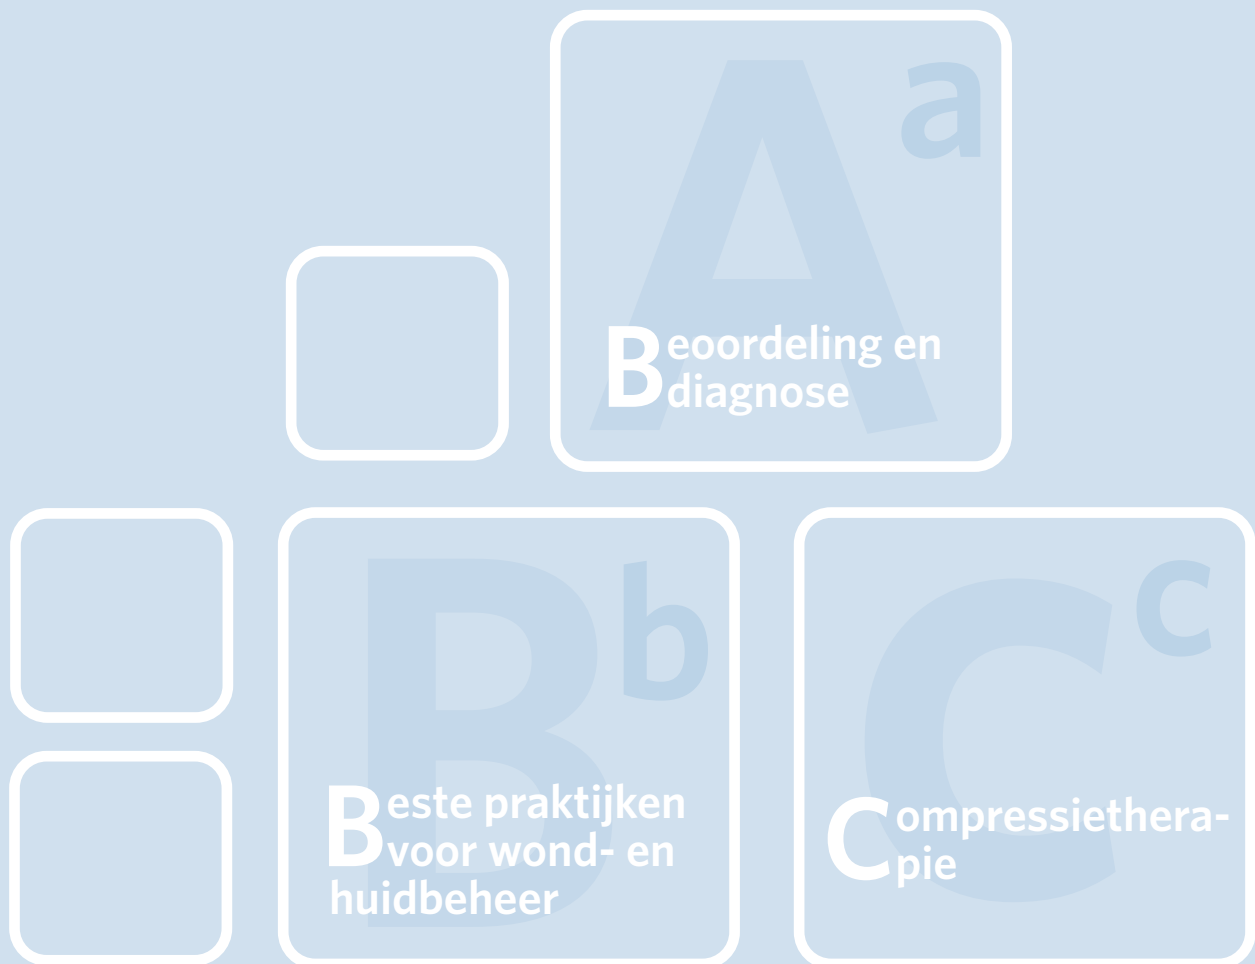 A a
Beoordeling en
diagnose
B b
Beste praktijken
voor wond- en
huidbeheer
C c
Compressiethera-
pie